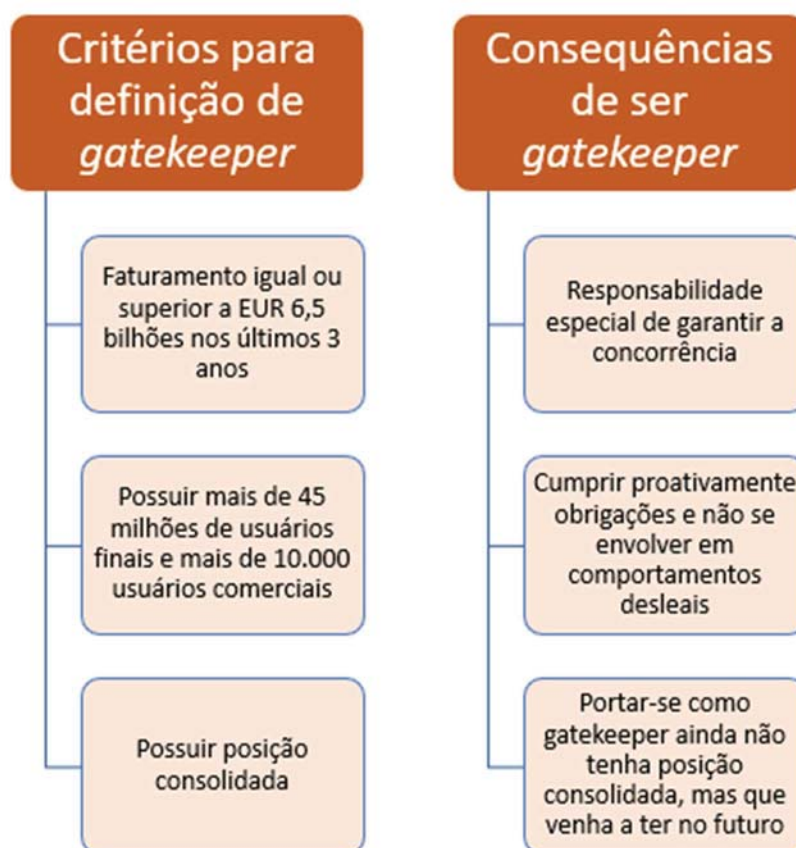 Critérios para
definição de
gatekeeper
Faturamento igual ou
superior a EUR 6,5
bilhões nos últimos 3
anos
Possuir mais de 45
milhões de usuários
finais e mais de 10.000
usuários comerciais
Possuir posição
consolidada
Consequências
de ser
gatekeeper
Responsabilidade
especial de garantir a
concorrência
Cumprir proativamente
obrigações e não se
envolver em
comportamentos
desleais
Portar-se como
gatekeeper ainda não
tenha posição
consolidada, mas que
venha a ter no futuro